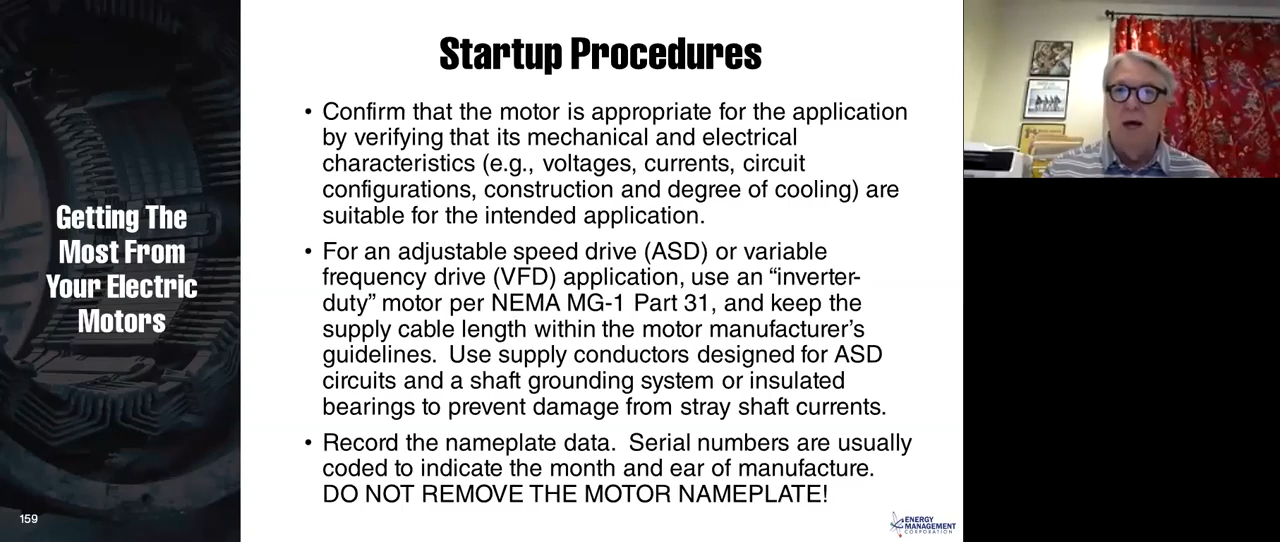 Startup Procedures
Getting The
Most From
Your Electric
Motors
• Confirm that the motor is appropriate for the application
by verifying that its mechanical and electrical
characteristics (e.g., voltages, currents, circuit
configurations, construction and degree of cooling) are
suitable for the intended application.
• For an adjustable speed drive (ASD) or variable
frequency drive (VFD) application, use an “inverter-
duty” motor per NEMA MG-1 Part 31, and keep the
supply cable length within the motor manufacturer’s
guidelines. Use supply conductors designed for ASD
circuits and a shaft grounding system or insulated
bearings to prevent damage from stray shaft currents.
• Record the nameplate data. Serial numbers are usually
coded to indicate the month and ear of manufacture.
DO NOT REMOVE THE MOTOR NAMEPLATE!
159
ENERGY
MANAGEMENT
CORPORATION